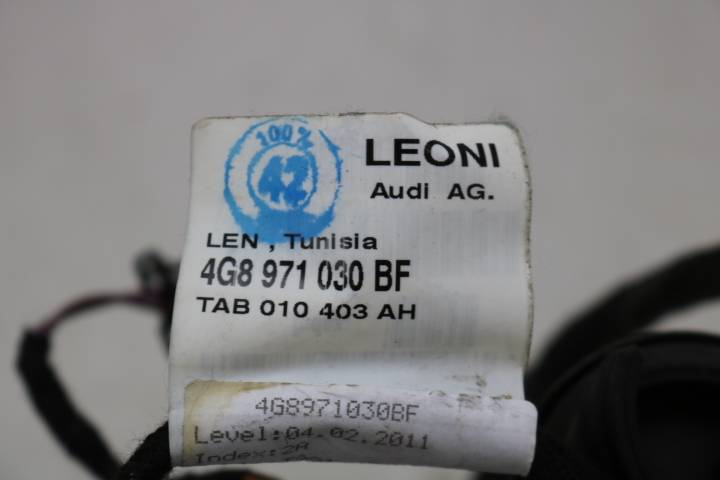 100%
42
LEONI
Audi AG.
LEN , Tunisia
4G8 971 030 BF
TAB 010 403 AH
4G8971030BF
Level:04.02.2011
Index:2A